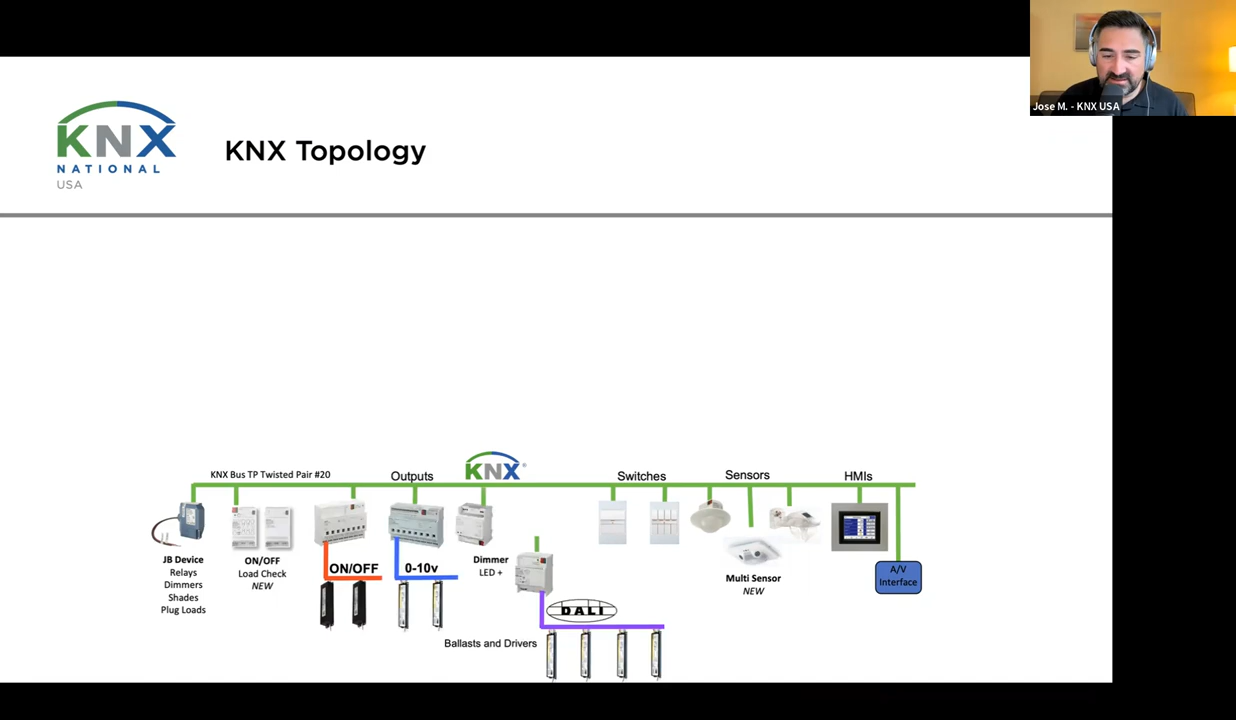 Jose M. - KNX USA
KNX
NATIONAL
USA
KNX Topology
KNX Bus TP Twisted Pair #20
Outputs
KNX®
Switches
Sensors
HMIs
JB Device
Relays
Dimmers
Shades
Plug Loads
ON/OFF
Load Check
NEW
ON/OFF
0-10v
Dimmer
LED +
DALI
Ballasts and Drivers
Multi Sensor
NEW
A/V
Interface